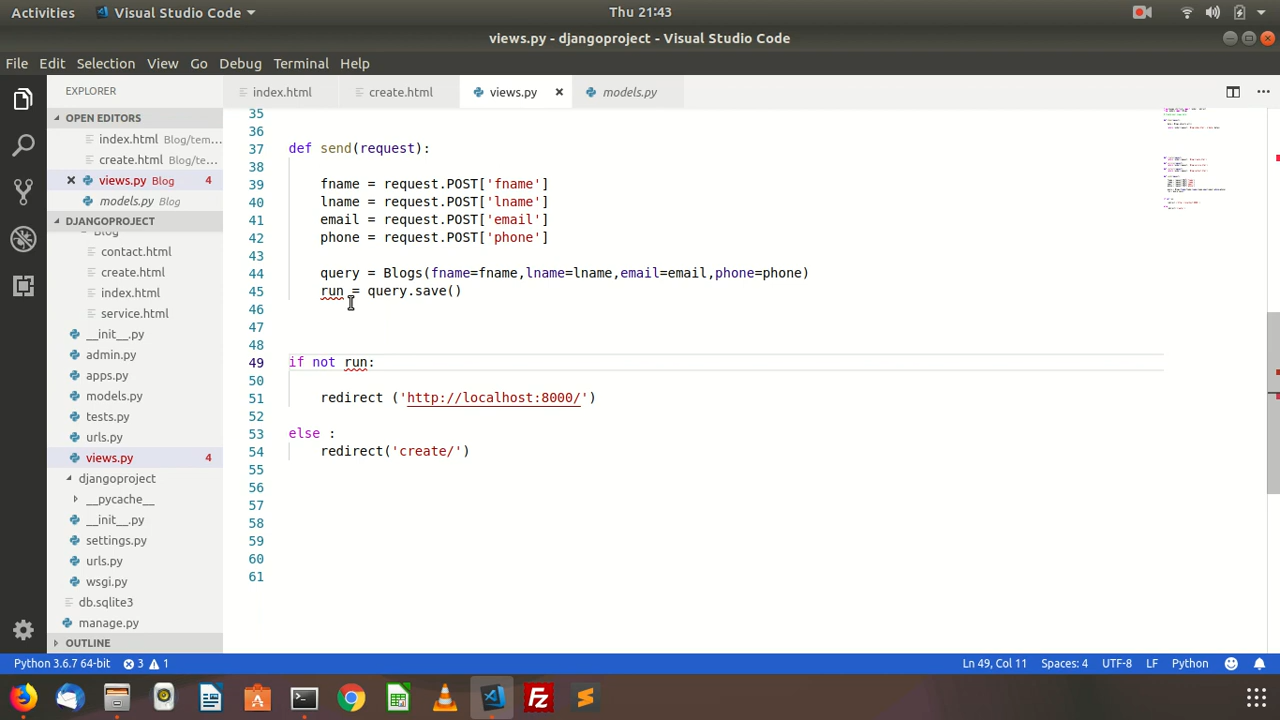 Activities
Visual Studio Code
Thu 21:43
views.py - djangoproject - Visual Studio Code
File Edit Selection View Go Debug Terminal Help
EXPLORER
index.html
create.html
views.py
models.py
OPEN EDITORS
index.html Blog/tem...
create.html Blog/te...
views.py Blog 4
models.py Blog
DJANGOPROJECT
Blog
contact.html
create.html
index.html
service.html
__init__.py
admin.py
apps.py
models.py
tests.py
urls.py
views.py 4
djangoproject
__pycache__
__init__.py
settings.py
urls.py
wsgi.py
db.sqlite3
manage.py
OUTLINE
35
36
37 def send(request):
38
39 fname = request.POST['fname']
40 lname = request.POST['lname']
41 email = request.POST['email']
42 phone = request.POST['phone']
43
44 query = Blogs(fname=fname,lname=lname,email=email,phone=phone)
45 run = query.save()
46
47
48
49 if not run:
50
51 redirect ('http://localhost:8000/')
52
53 else :
54 redirect('create/')
55
56
57
58
59
60
61
Python 3.6.7 64-bit 3 1 Ln 49, Col 11 Spaces: 4 UTF-8 LF Python